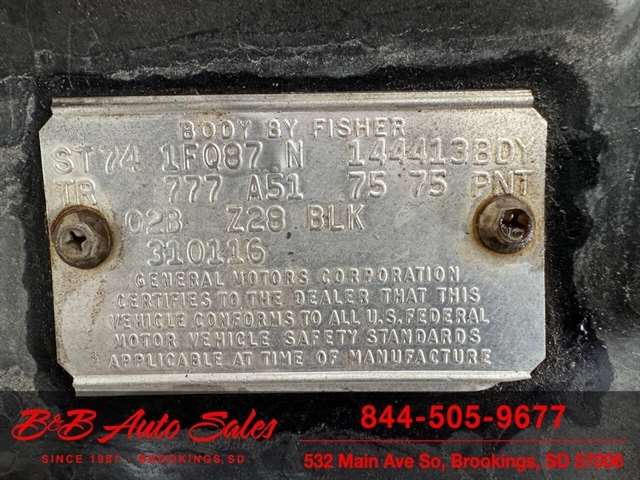 BODY BY FISHER
ST74 1FQ87 N 144413BDY
TR 777 A51 75 75 PNT
02B Z28 BLK
310116
GENERAL MOTORS CORPORATION
CERTIFIES TO THE DEALER THAT THIS
VEHICLE CONFORMS TO ALL U.S. FEDERAL
MOTOR VEHICLE SAFETY STANDARDS
APPLICABLE AT TIME OF MANUFACTURE
B&B Auto Sales
SINCE 1981 - BROOKINGS, SD
844-505-9677
532 Main Ave So, Brookings, SD 57006